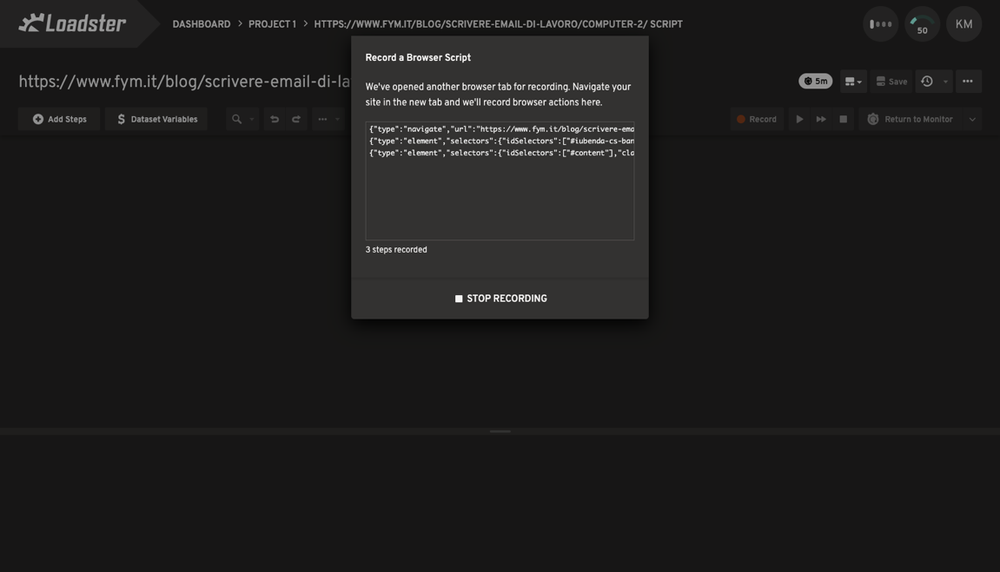 Loadster
DASHBOARD > PROJECT 1 > HTTPS://WWW.FYM.IT/BLOG/SCRIVERE-EMAIL-DI-LAVORO/COMPUTER-2/ SCRIPT
50
KM
Record a Browser Script
We've opened another browser tab for recording. Navigate your
site in the new tab and we'll record browser actions here.
https://www.fym.it/blog/scrivere-email-di-la
5m
Save
Add Steps
Dataset Variables
Record
Return to Monitor
{"type":"navigate","url":"https://www.fym.it/blog/scrivere-ema
{"type":"element","selectors":{"idSelectors":["#iubenda-cs-ban
{"type":"element","selectors":{"idSelectors":["#content"],"cla
3 steps recorded
STOP RECORDING